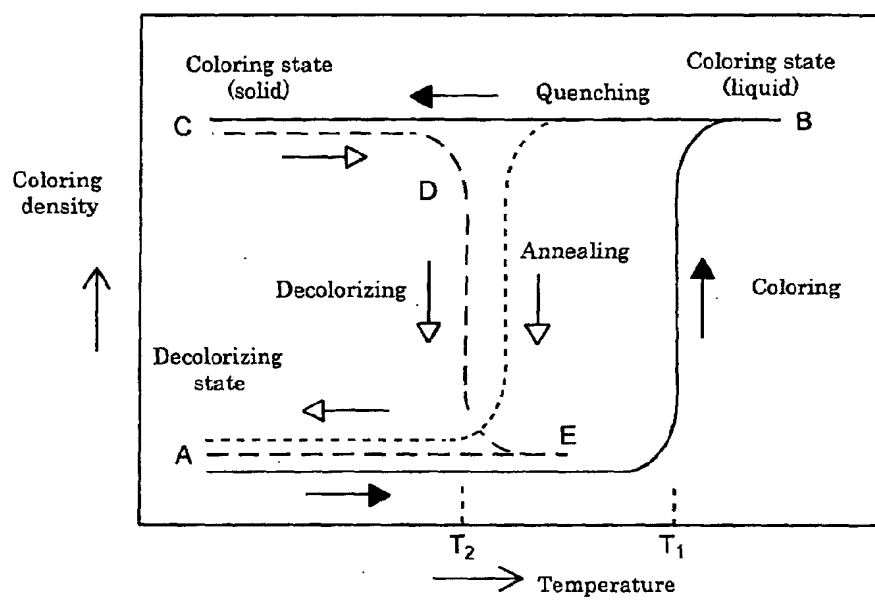 Coloring state
(solid)
Quenching
Coloring state
(liquid)
C
B
Coloring
density
D
Annealing
Decolorizing
Coloring
Decolorizing
state
A
E
T2
T1
Temperature